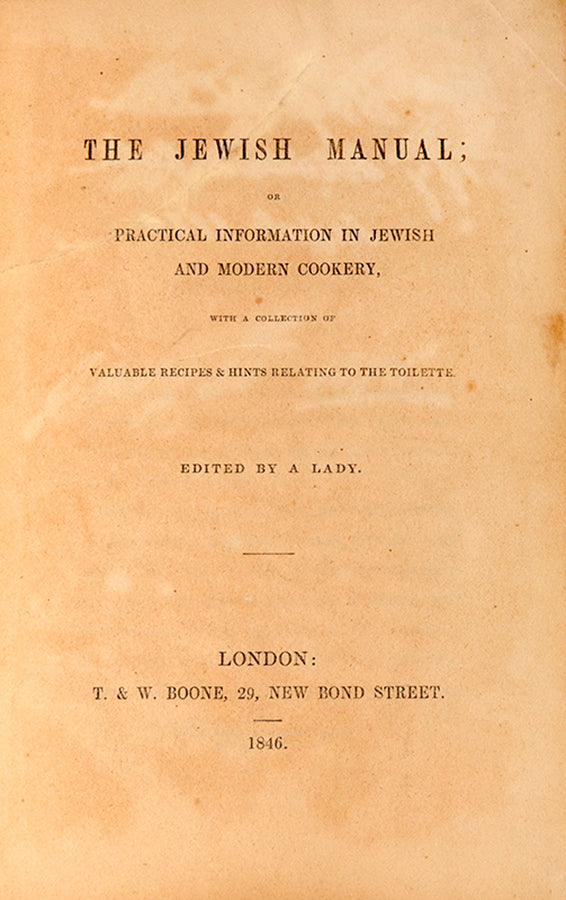 THE JEWISH MANUAL;
OR
PRACTICAL INFORMATION IN JEWISH
AND MODERN COOKERY,
WITH A COLLECTION OF
VALUABLE RECIPES & HINTS RELATING TO THE TOILETTE.
EDITED BY A LADY.
LONDON:
T. & W. BOONE, 29, NEW BOND STREET.
1846.